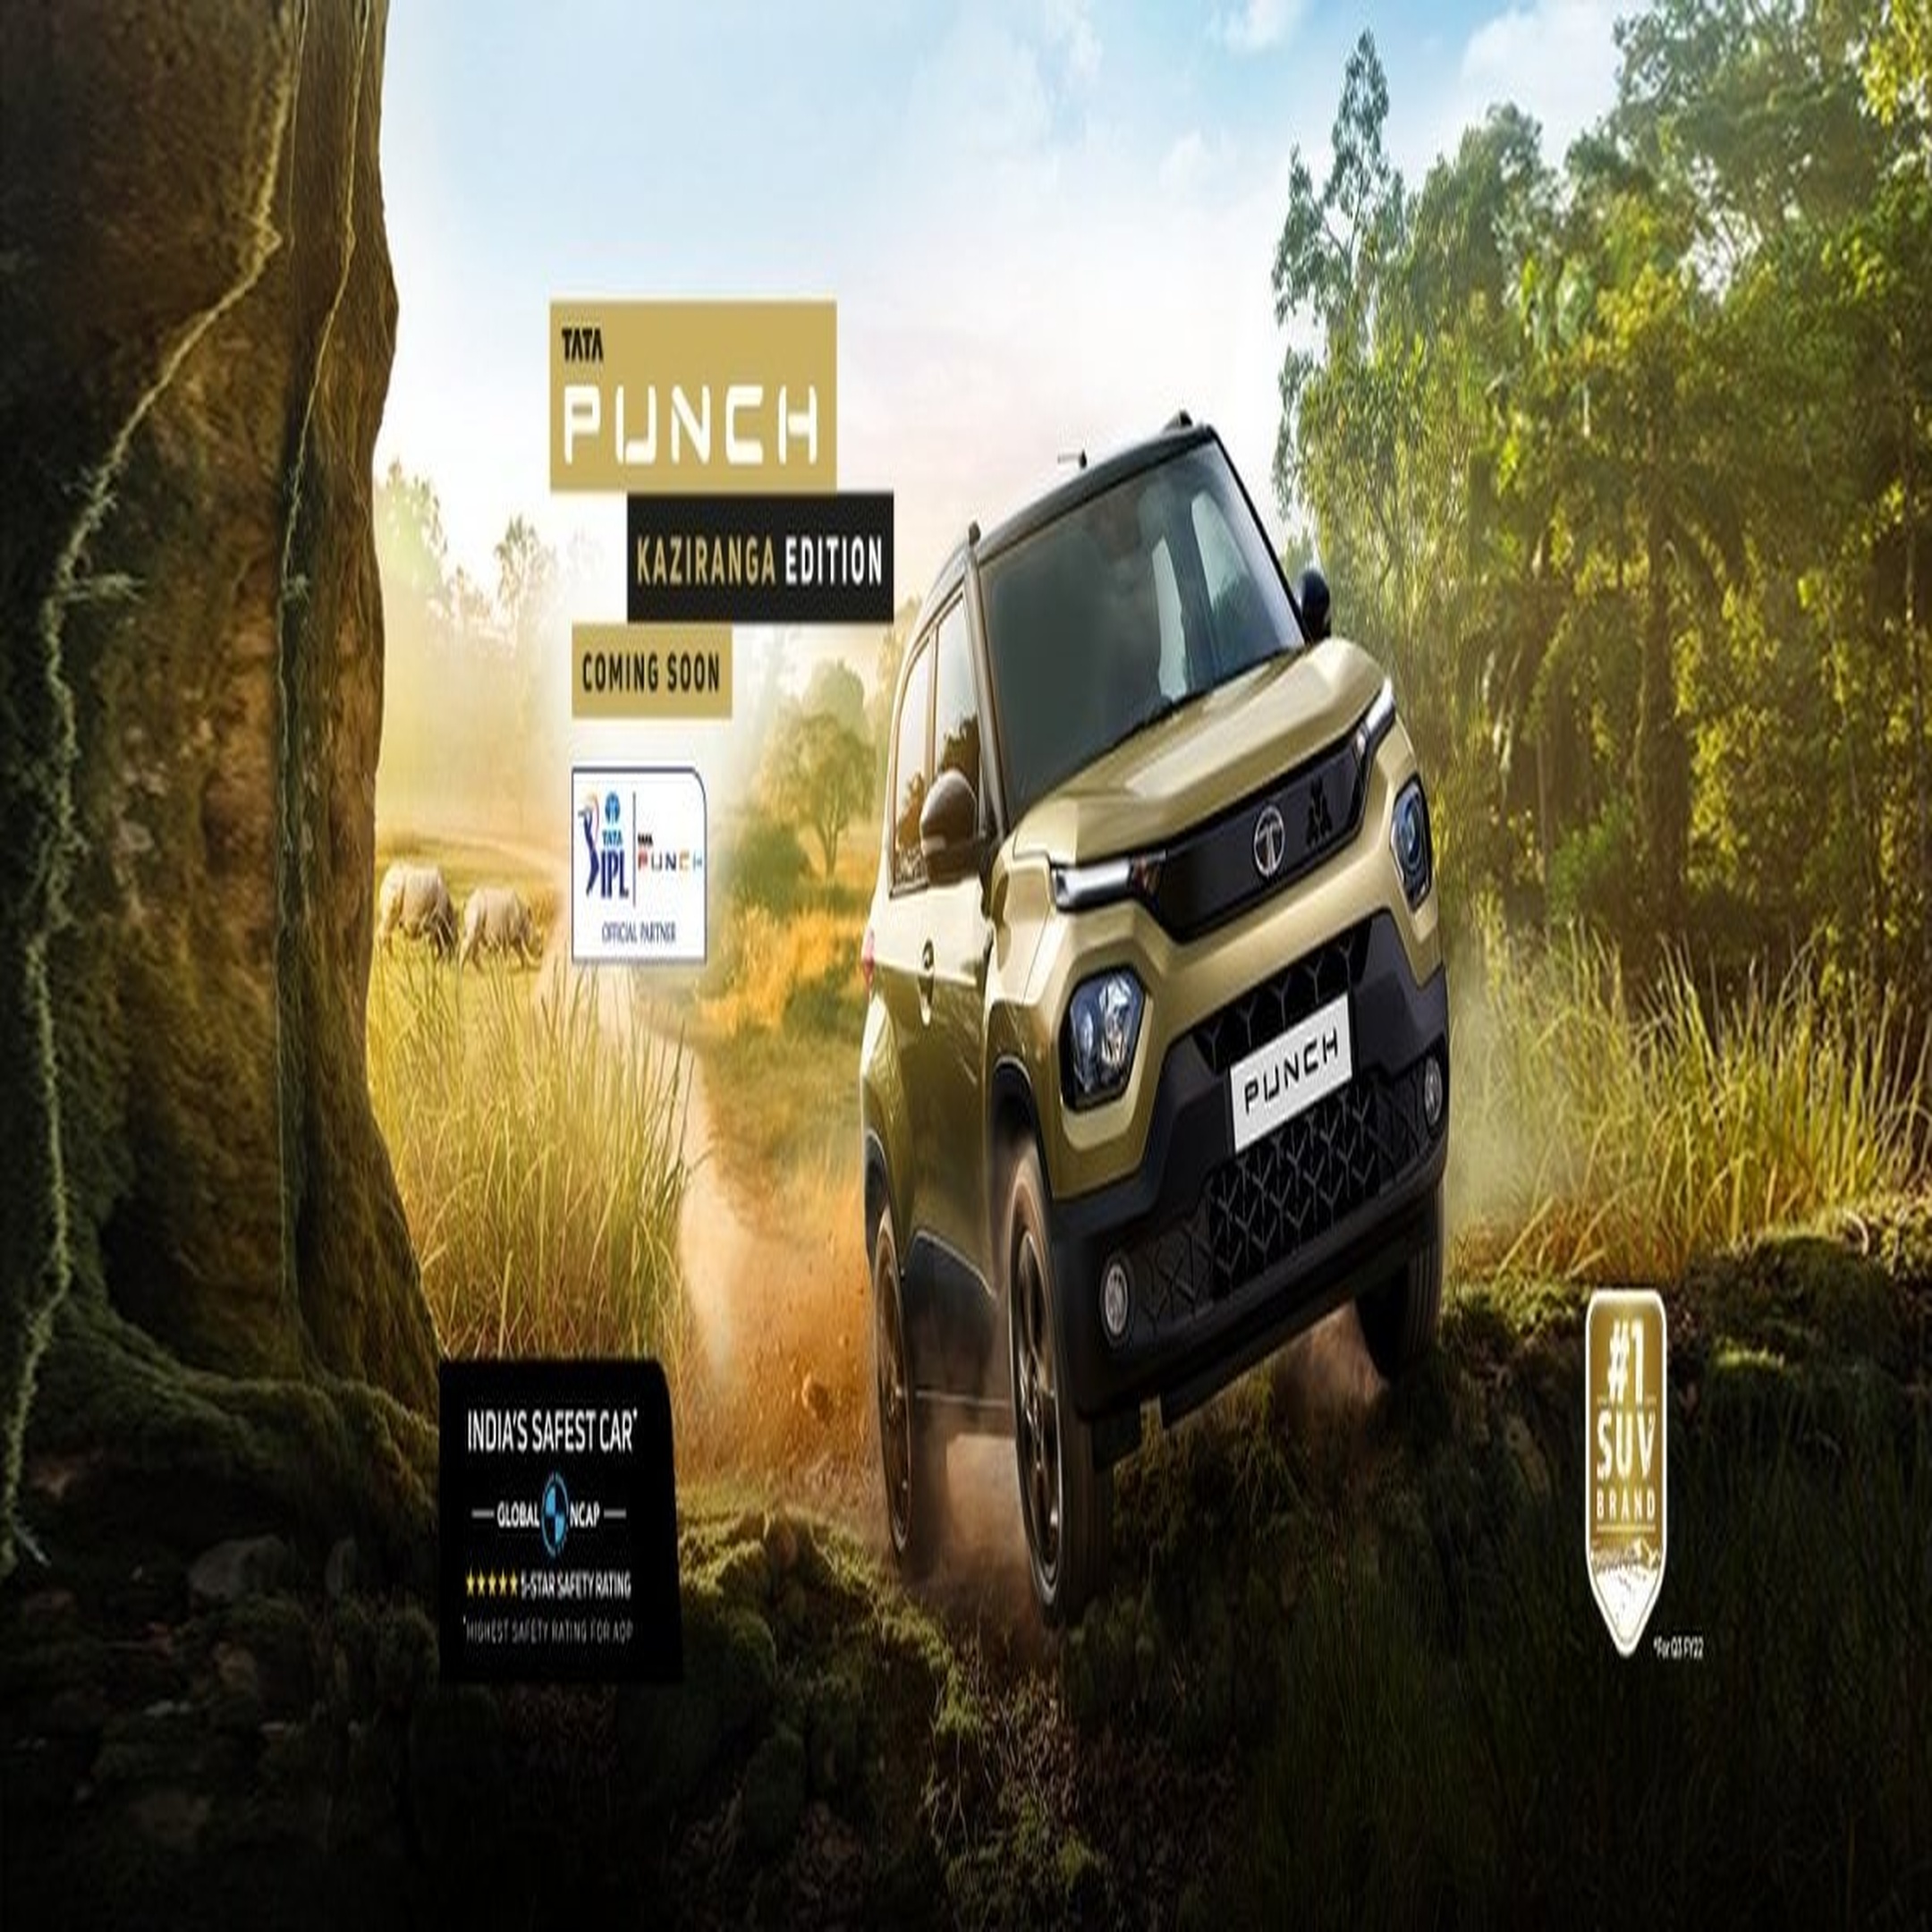 TATA
PUNCH
KAZIRANGA EDITION
COMING SOON
TATA
IPL
TATA
PUNCH
OFFICIAL PARTNER
PUNCH
INDIA'S SAFEST CAR*
GLOBAL NCAP
5-STAR SAFETY RATING
*HIGHEST SAFETY RATING FOR AOP
#1
SUV
BRAND
*For Q3 FY22